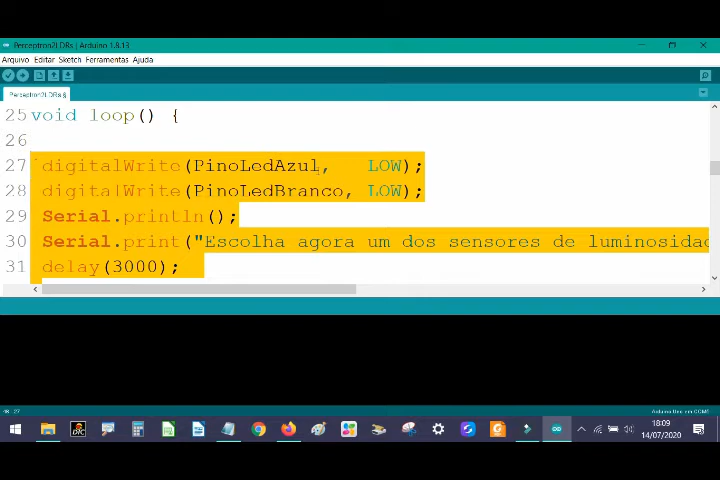 Perceptron2LDRs | Arduino 1.8.13
Arquivo Editar Sketch Ferramentas Ajuda
Perceptron2LDRs §
25 void loop() {
26
27 digitalWrite(PinoLedAzul, LOW);
28 digitalWrite(PinoLedBranco, LOW);
29 Serial.println();
30 Serial.print("Escolha agora um dos sensores de luminosidad
31 delay(3000);
18:09
14/07/2020